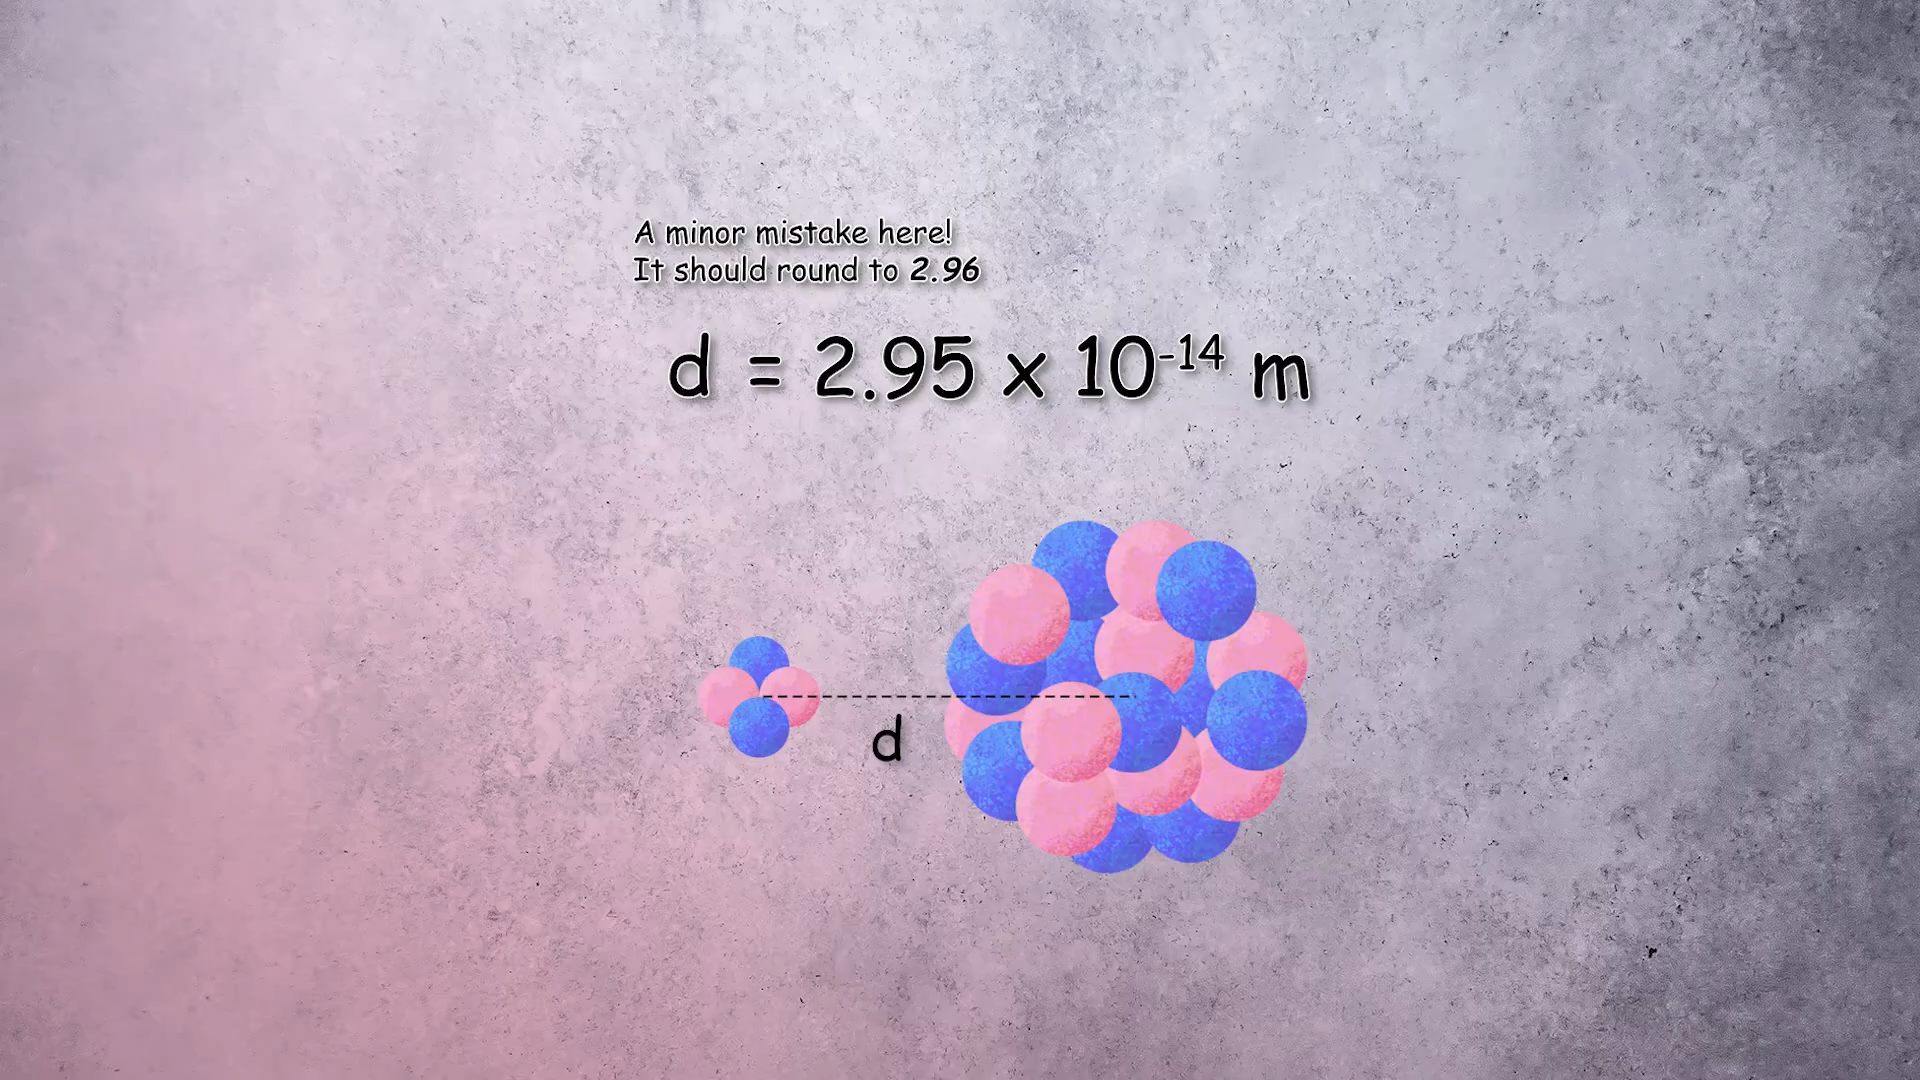 A minor mistake here!
It should round to 2.96
d = 2.95 x 10⁻¹⁴ m
d